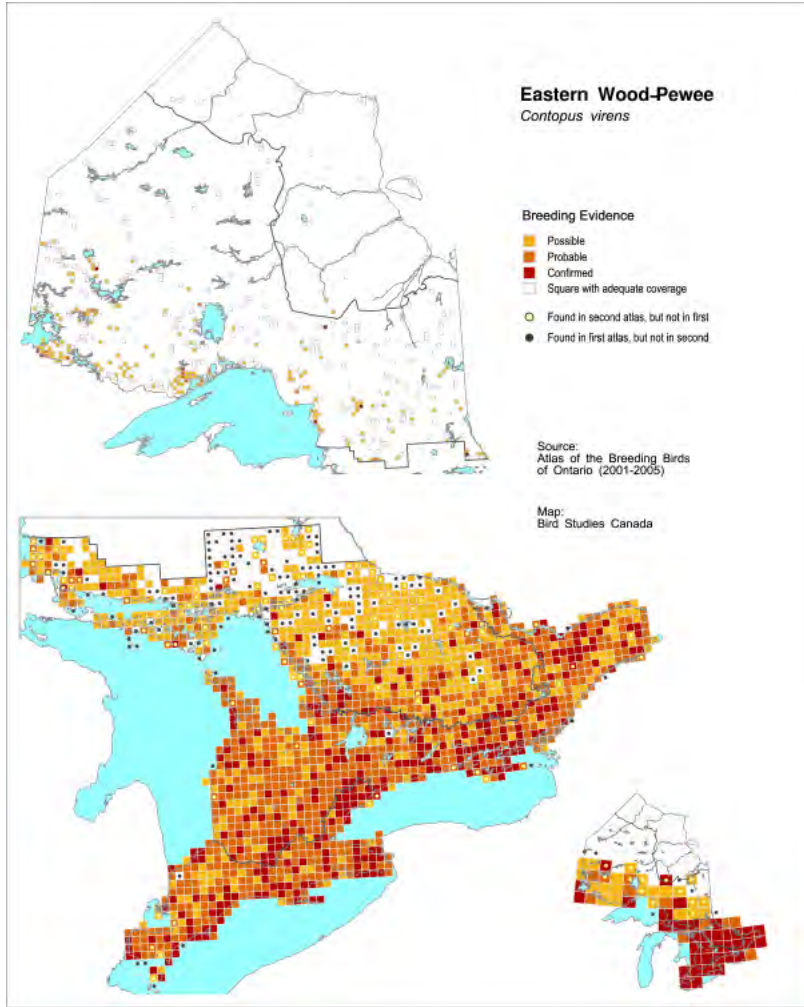 Eastern Wood-Pewee
Contopus virens
Breeding Evidence
Possible
Probable
Confirmed
Square with adequate coverage
Found in second atlas, but not in first
Found in first atlas, but not in second
Source:
Atlas of the Breeding Birds
of Ontario (2001-2005)
Map:
Bird Studies Canada